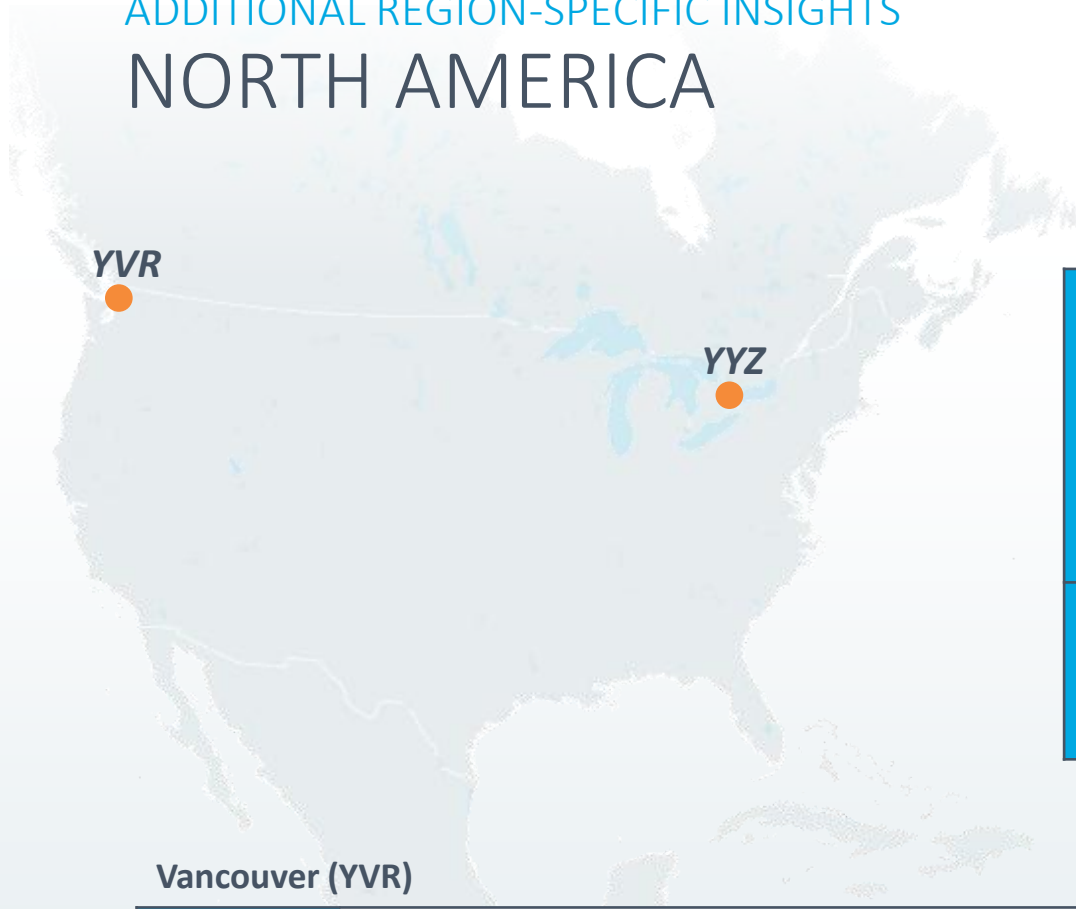 ADDITIONAL REGION-SPECIFIC INSIGHTS
NORTH AMERICA
YVR
YYZ
Vancouver (YVR)